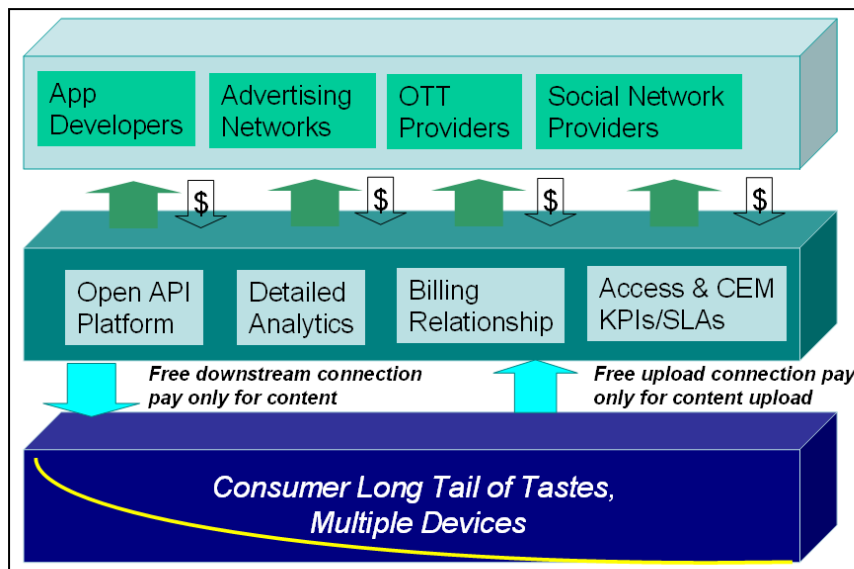 App
Developers
Advertising
Networks
OTT
Providers
Social Network
Providers
$
$
$
$
Open API
Platform
Detailed
Analytics
Billing
Relationship
Access & CEM
KPIs/SLAs
Free downstream connection
pay only for content
Free upload connection pay
only for content upload
Consumer Long Tail of Tastes,
Multiple Devices